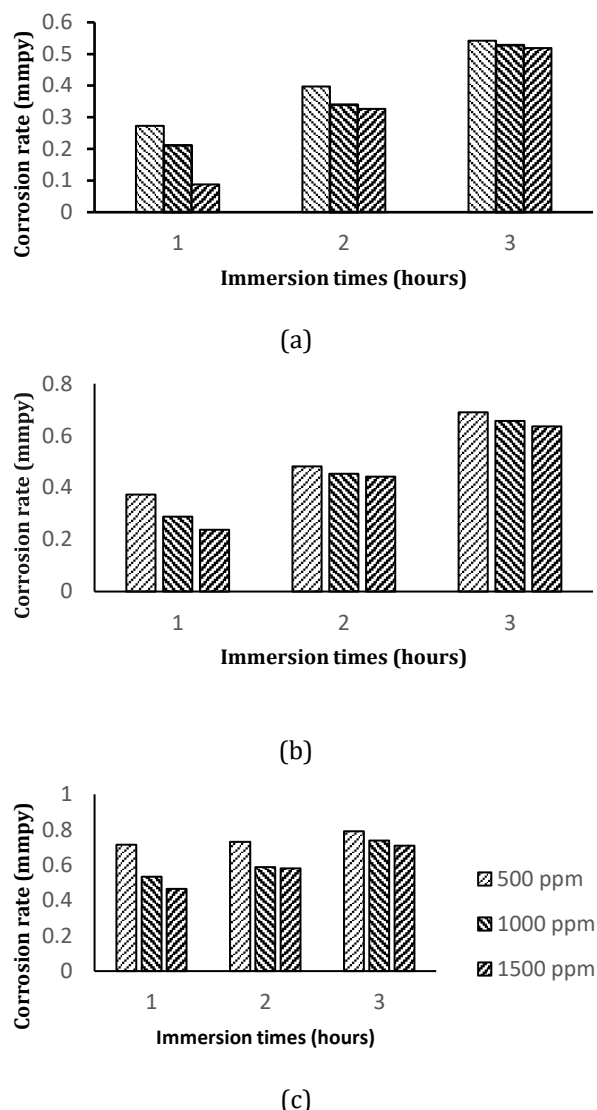 Corrosion rate (mmpy)
0.6
0.5
0.4
0.3
0.2
0.1
0
1 2 3
Immersion times (hours)
(a)
Corrosion rate (mmpy)
0.8
0.6
0.4
0.2
0
1 2 3
Immersion times (hours)
(b)
Corrosion rate (mmpy)
1
0.8
0.6
0.4
0.2
0
1 2 3
Immersion times (hours)
500 ppm
1000 ppm
1500 ppm
(c)